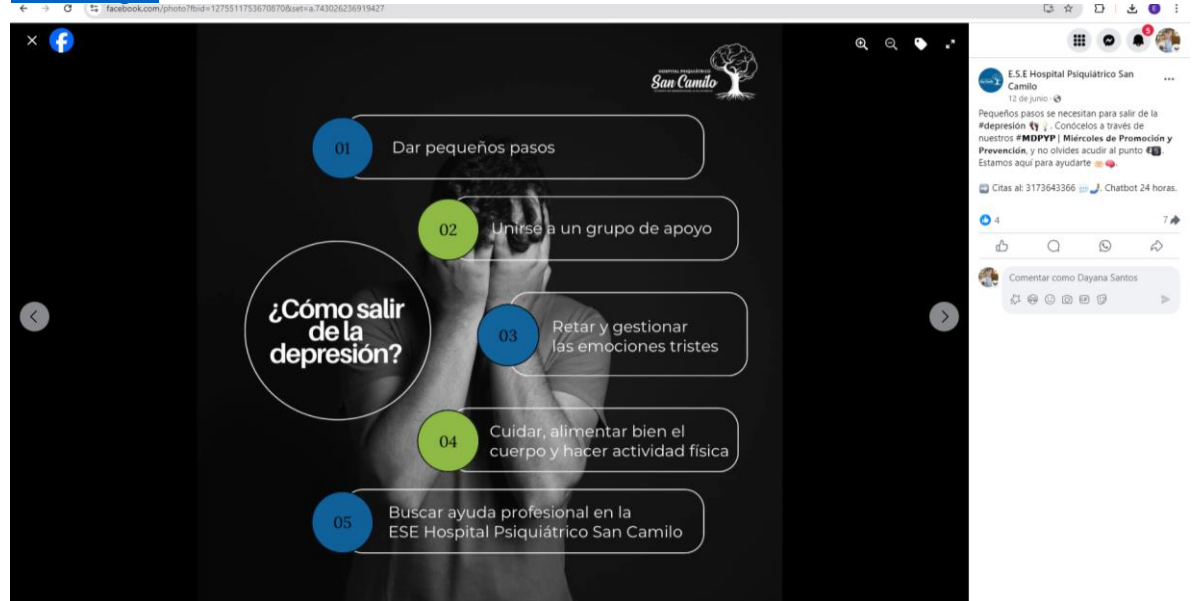 facebook.com/photo?fbid=1275511753670870&set=a.743026236919427
San Camilo
01
Dar pequeños pasos
02
Unirse a un grupo de apoyo
¿Cómo salir
de la
depresión?
03
Retar y gestionar
las emociones tristes
04
Cuidar, alimentar bien el
cuerpo y hacer actividad física
05
Buscar ayuda profesional en la
ESE Hospital Psiquiátrico San Camilo
5
E.S.E Hospital Psiquiátrico San
Camilo
12 de junio
Pequeños pasos se necesitan para salir de la
#depresión. Conócelos a través de
nuestros #MDPYP | Miércoles de Promoción y
Prevención, y no olvides acudir al punto.
Estamos aquí para ayudarte.
Citas al: 3173643366. Chatbot 24 horas.
4
7
Comentar como Dayana Santos